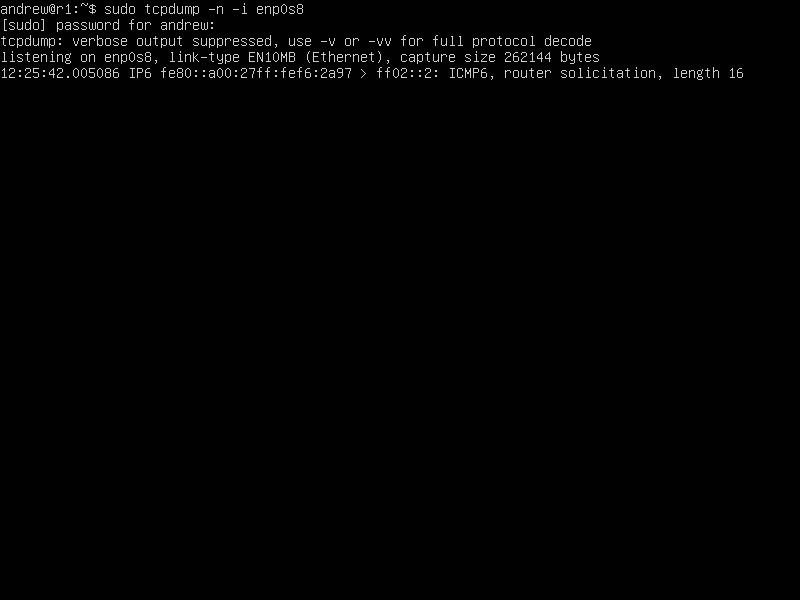 andrew@r1:~$ sudo tcpdump -n -i enp0s8
[sudo] password for andrew:
tcpdump: verbose output suppressed, use -v or -vv for full protocol decode
listening on enp0s8, link-type EN10MB (Ethernet), capture size 262144 bytes
12:25:42.005086 IP6 fe80::a00:27ff:fef6:2a97 > ff02::2: ICMP6, router solicitation, length 16